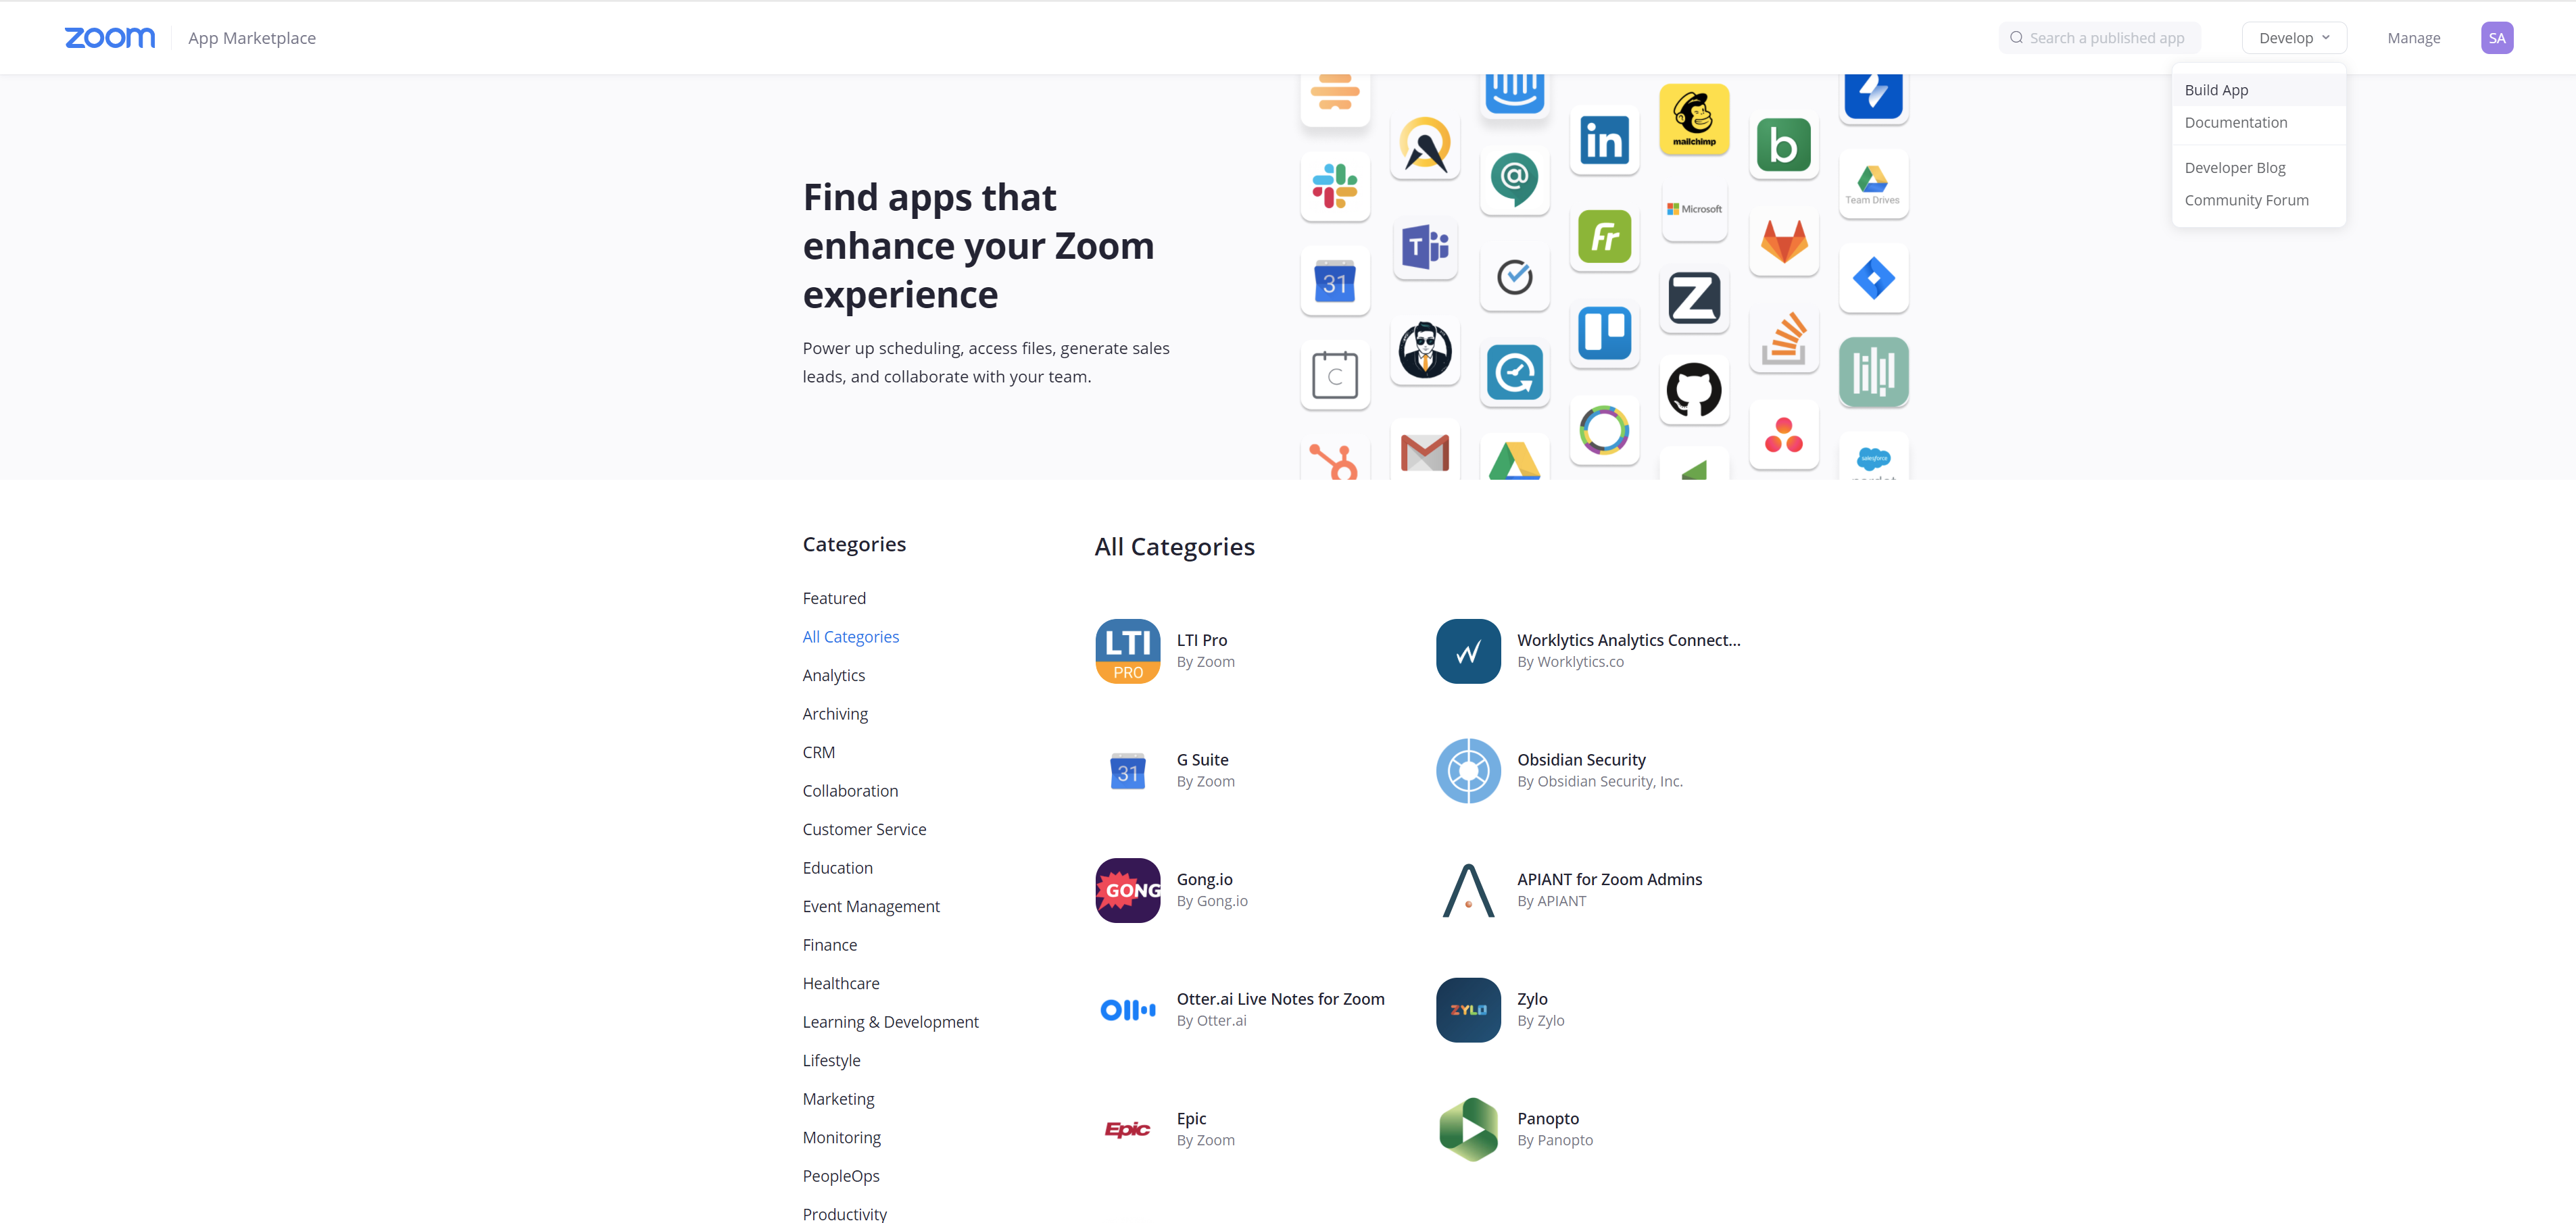 zoom App Marketplace
Search a published app
Develop
Manage
SA
Build App
Documentation
Developer Blog
Community Forum
Find apps that
enhance your Zoom
experience
Power up scheduling, access files, generate sales
leads, and collaborate with your team.
in
mailchimp
b
Team Drives
@
Microsoft
T
Fr
31
Z
C
salesforce
Categories
Featured
All Categories
Analytics
Archiving
CRM
Collaboration
Customer Service
Education
Event Management
Finance
Healthcare
Learning & Development
Lifestyle
Marketing
Monitoring
PeopleOps
Productivity
All Categories
LTI
PRO
LTI Pro
By Zoom
Worklytics Analytics Connect...
By Worklytics.co
31
G Suite
By Zoom
Obsidian Security
By Obsidian Security, Inc.
GONG
Gong.io
By Gong.io
APIANT for Zoom Admins
By APIANT
Otter.ai Live Notes for Zoom
By Otter.ai
ZYLO
Zylo
By Zylo
Epic
Epic
By Zoom
Panopto
By Panopto